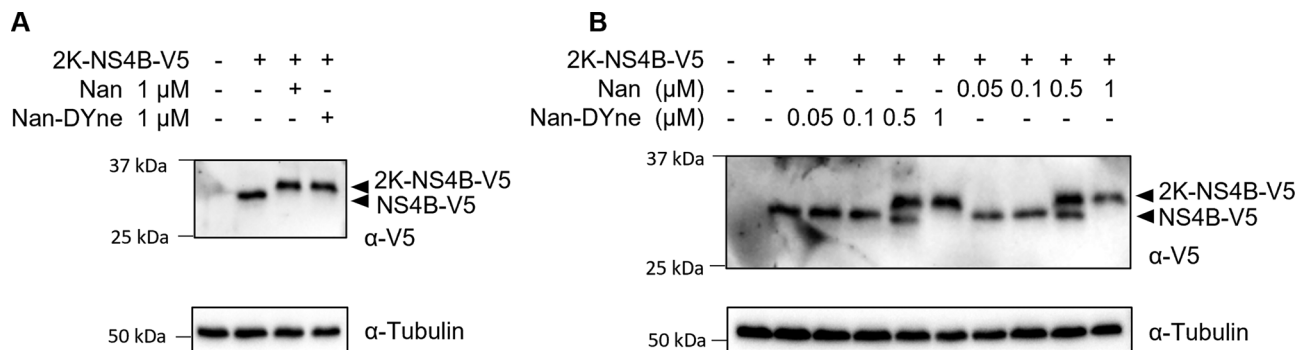 A
2K-NS4B-V5 - + + +
Nan 1 μM - - + -
Nan-DYne 1 μM - - - +
37 kDa
2K-NS4B-V5
NS4B-V5
25 kDa
α-V5
50 kDa
α-Tubulin
B
2K-NS4B-V5 - + + + + + + + + +
Nan (μM) - - - - - - 0.05 0.1 0.5 1
Nan-DYne (μM) - - 0.05 0.1 0.5 1 - - - -
37 kDa
2K-NS4B-V5
NS4B-V5
25 kDa
α-V5
50 kDa
α-Tubulin